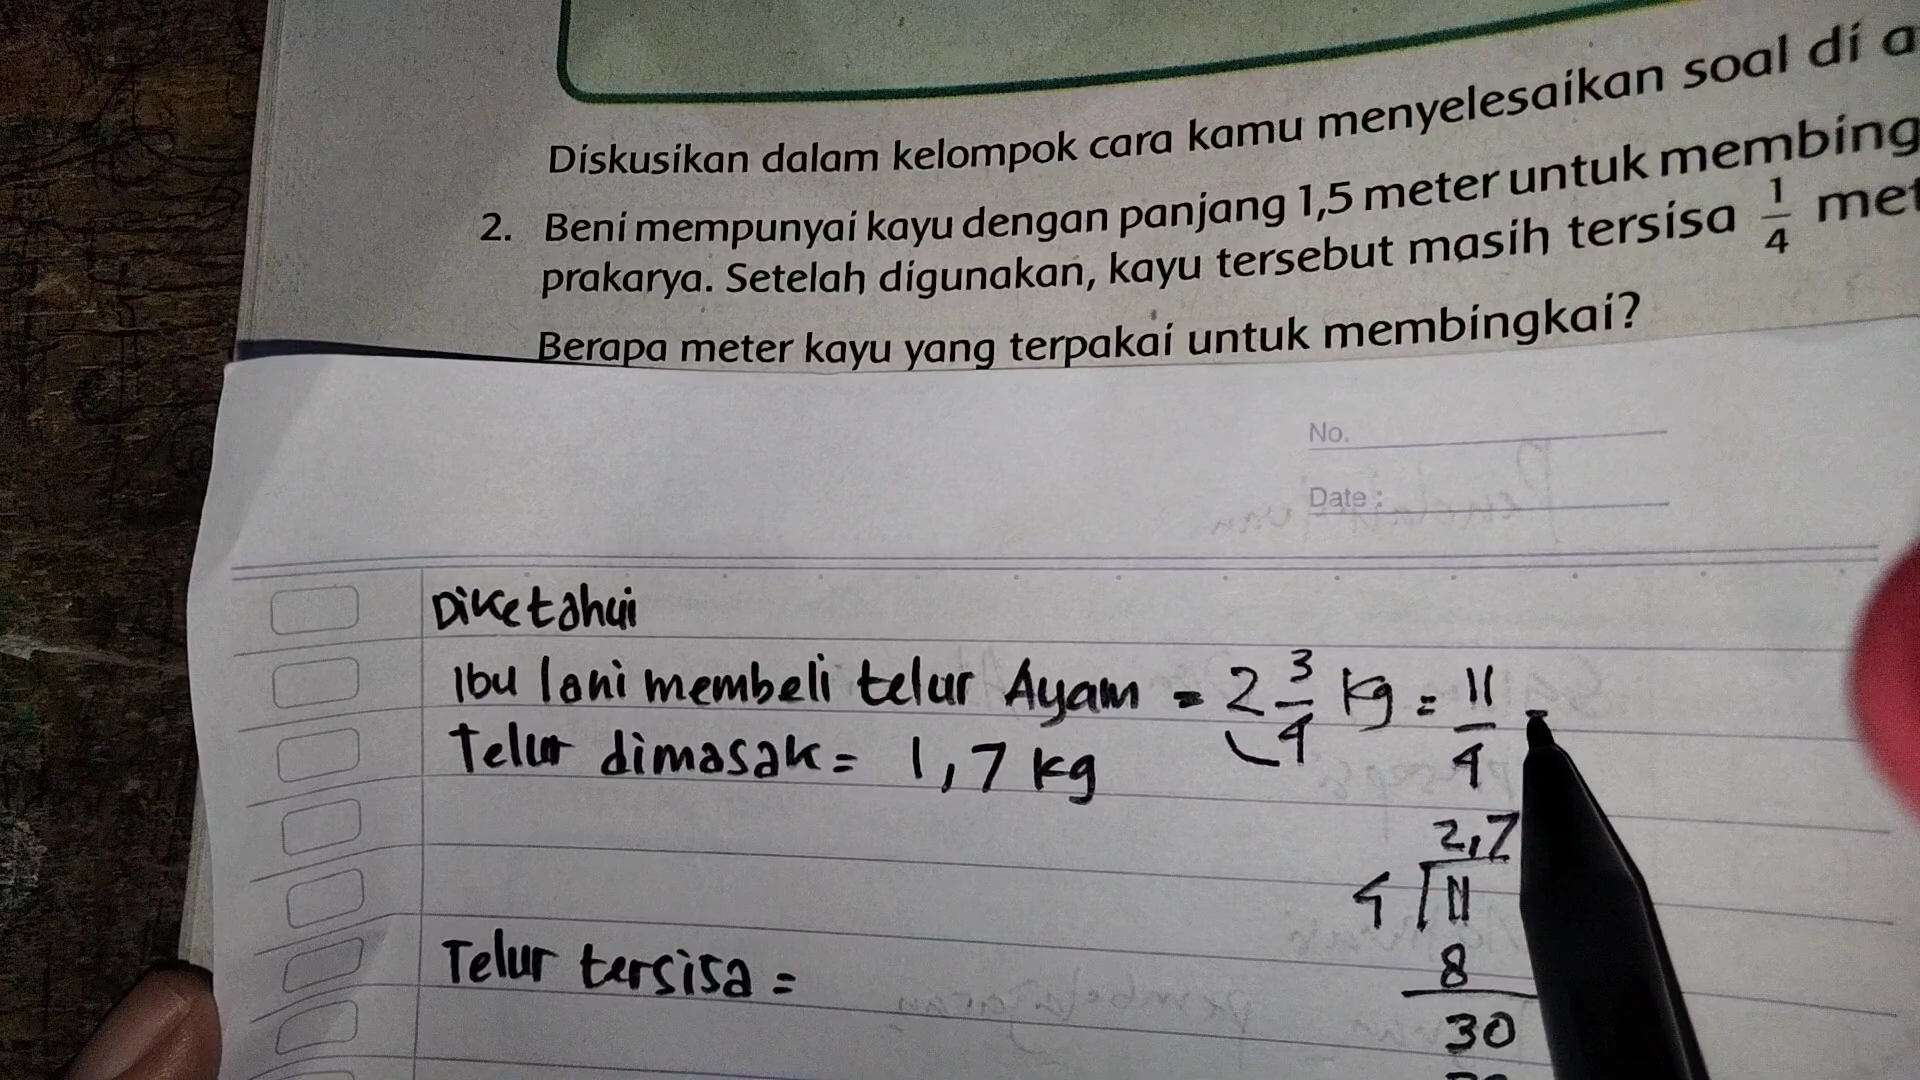 Diskusikan dalam kelompok cara kamu menyelesaikan soal di a
2. Beni mempunyai kayu dengan panjang 1,5 meter untuk membing
prakarya. Setelah digunakan, kayu tersebut masih tersisa 1/4 met
Berapa meter kayu yang terpakai untuk membingkai?
No.
Date :
Diketahui
Ibu lani membeli telur Ayam = 2 3/4 kg = 11/4 =
Telur dimasak = 1,7 kg
2,7
4 √11
8
Telur tersisa =
30